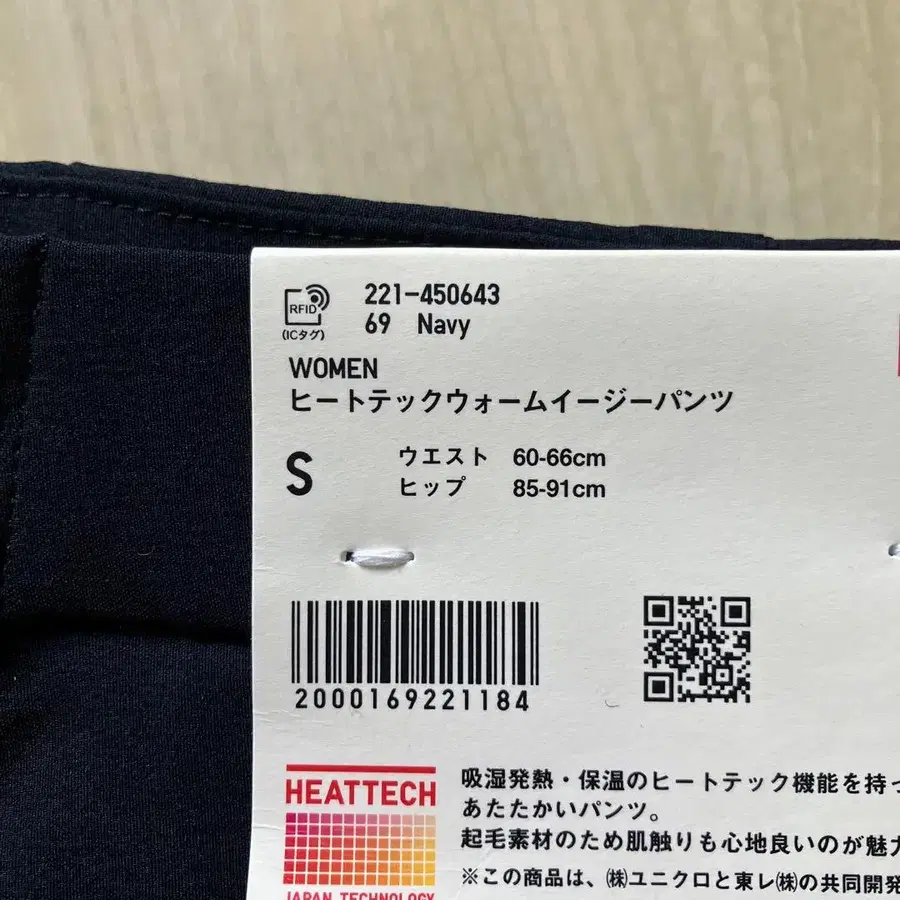 RFID
(ICタグ)
221-450643
69 Navy
WOMEN
ヒートテックウォームイージーパンツ
S
ウエスト 60-66cm
ヒップ 85-91cm
2000169221184
HEATTECH
JAPAN TECHNOLOGY
吸湿発熱・保温のヒートテック機能を持っ
あたたかいパンツ。
起毛素材のため肌触りも心地良いのが魅力
※この商品は、㈱ユニクロと東レ㈱の共同開発